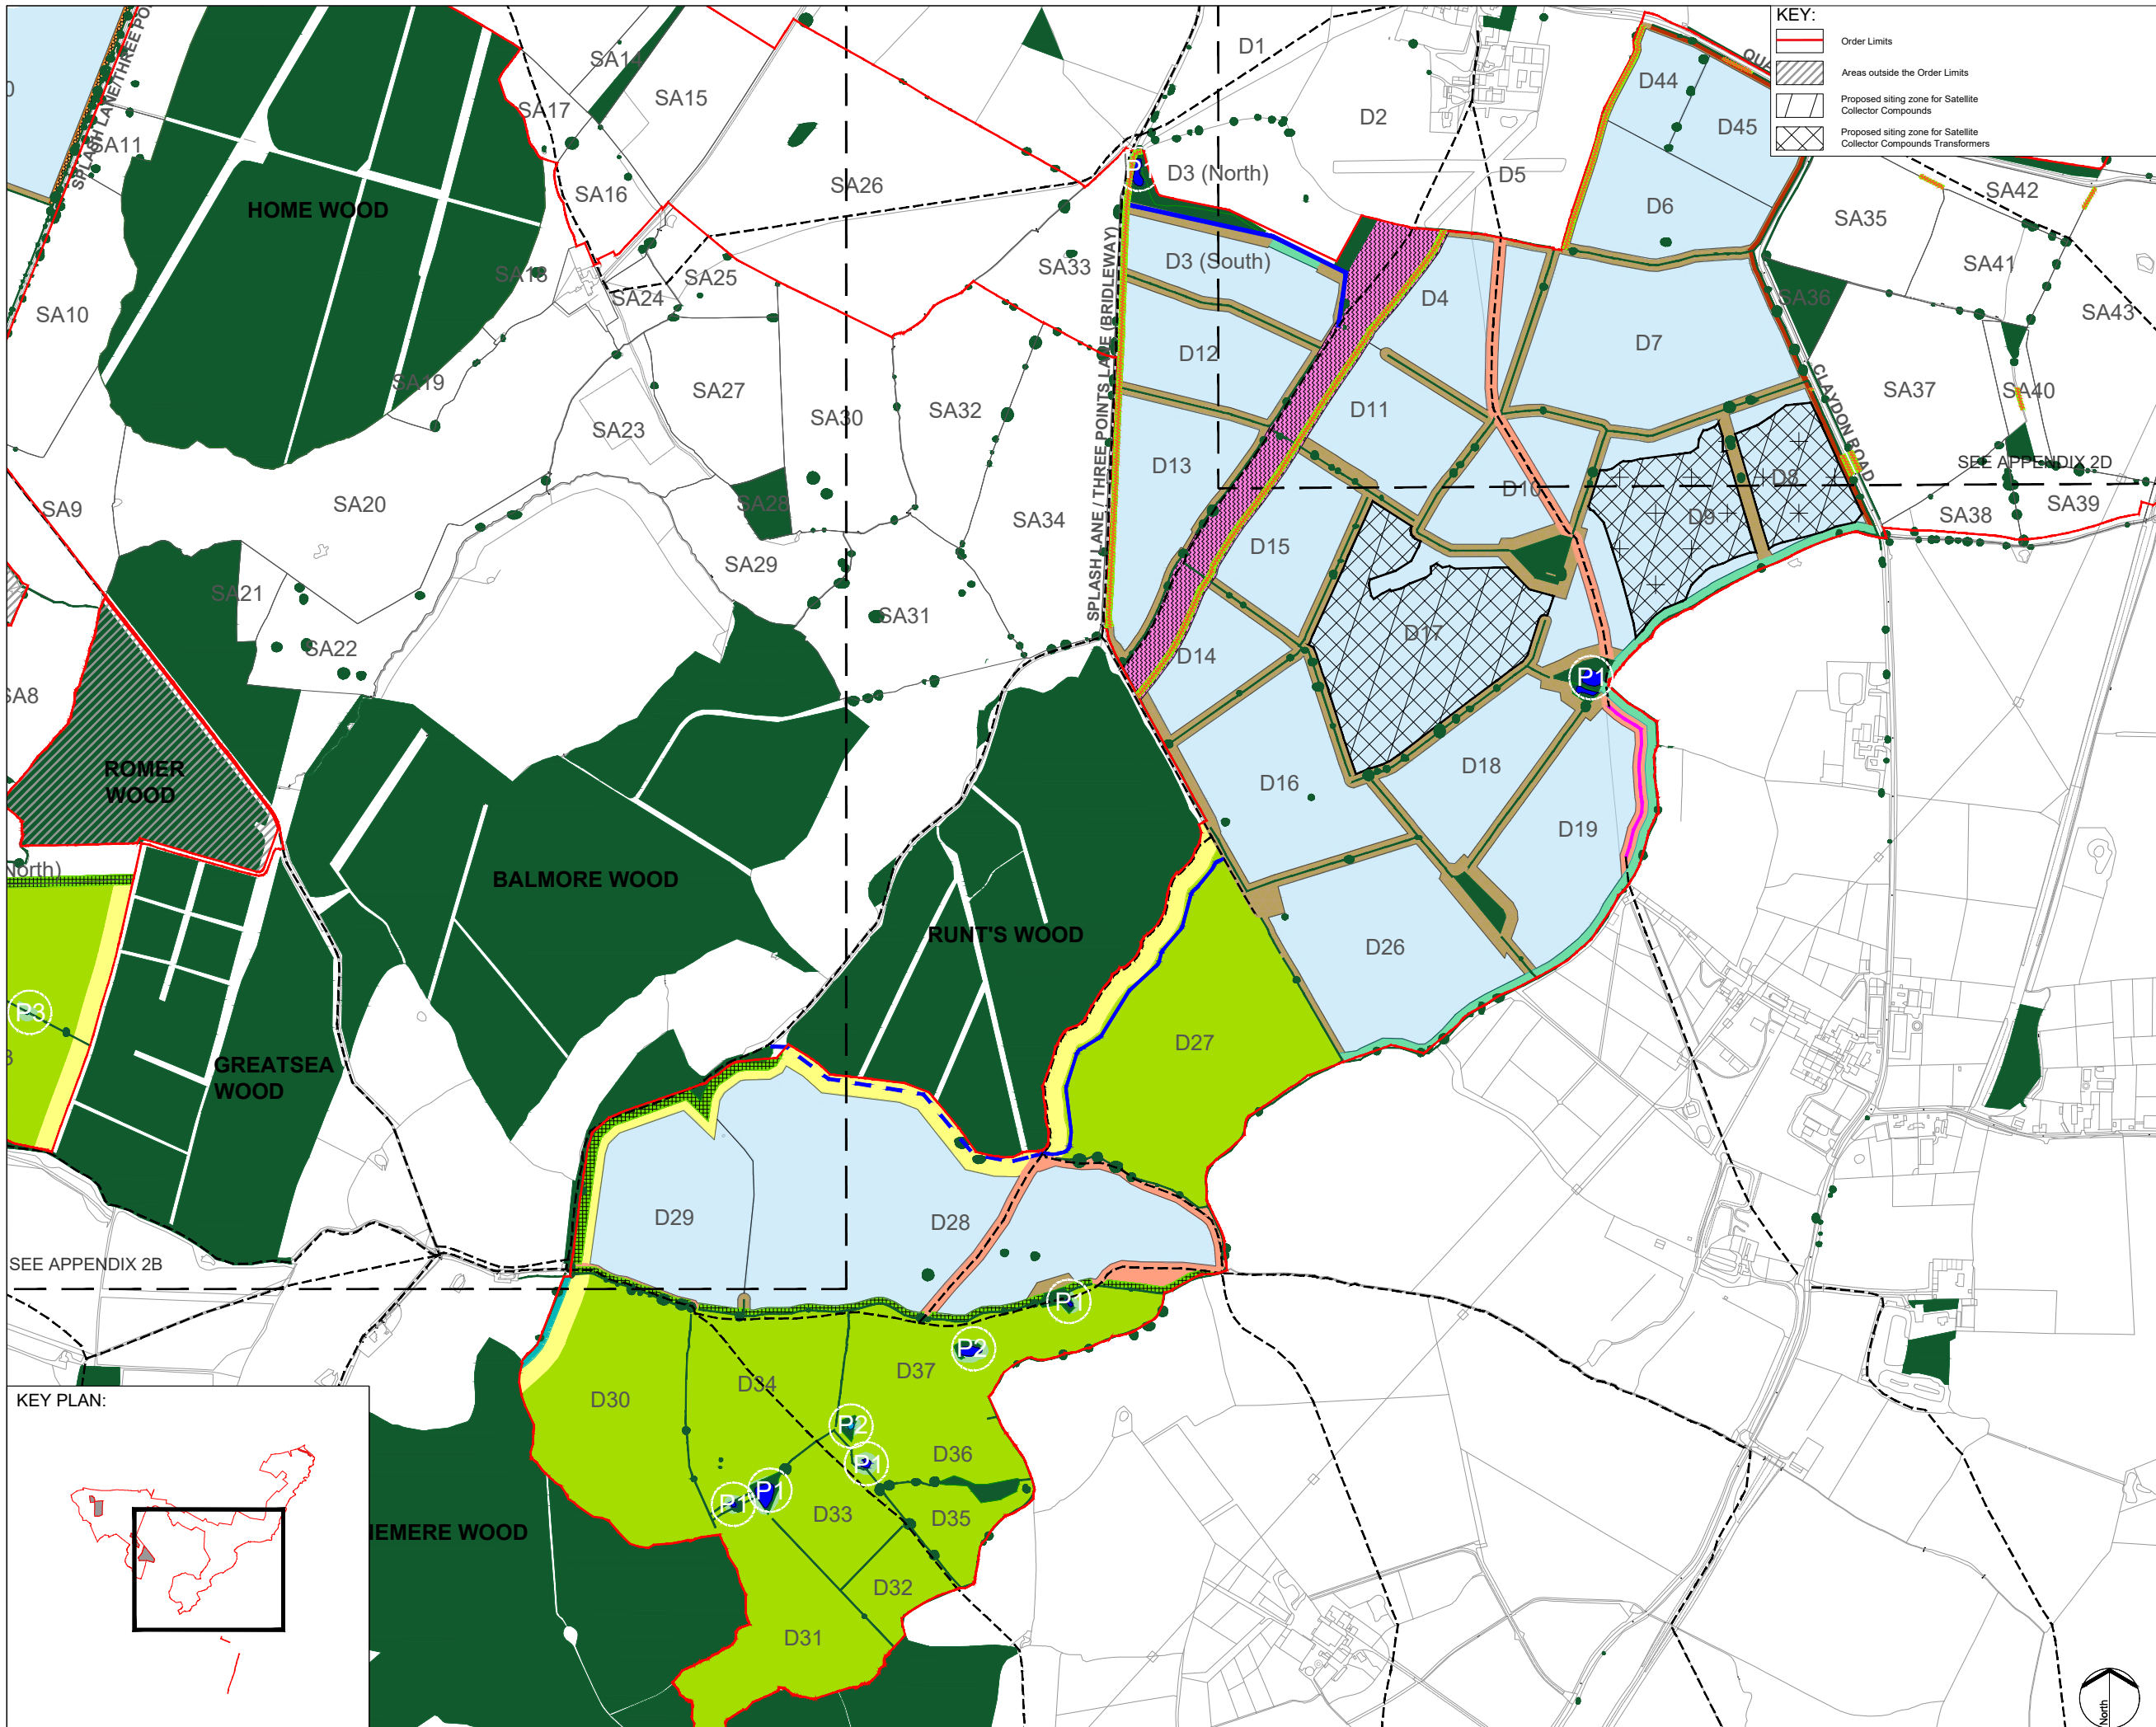 KEY:
Order Limits
Areas outside the Order Limits
Proposed siting zone for Satellite
Collector Compounds
Proposed siting zone for Satellite
Collector Compounds Transformers
SPLASH LANE/THREE PO
D1
D2
D5
D44
D45
D6
SA14
SA15
SA17
SA11
SA16
SA26
HOME WOOD
P1
D3 (North)
D3 (South)
SA42
SA35
SA41
SA43
SA36
SA33
SA18
SA25
SA24
SA10
D4
D7
D12
SPLASH LANE / THREE POINTS LANE (BRIDLEWAY)
CLAYDON ROAD
SA19
SA27
SA30
SA32
SA37
SA40
D11
SA23
D13
SEE APPENDIX 2D
D8
D10
D9
SA9
SA20
SA28
SA34
SA38
SA39
D15
SA29
SA21
SA31
SA22
D17
D14
P1
SA8
ROMER
WOOD
D16
D18
D19
North)
BALMORE WOOD
RUNT'S WOOD
D26
P3
D27
GREATSEA
WOOD
D29
D28
SEE APPENDIX 2B
P1
P2
D37
D34
D30
P2
P1
D36
P1
P1
D33
D35
D32
D31
IEMERE WOOD
KEY PLAN:
North